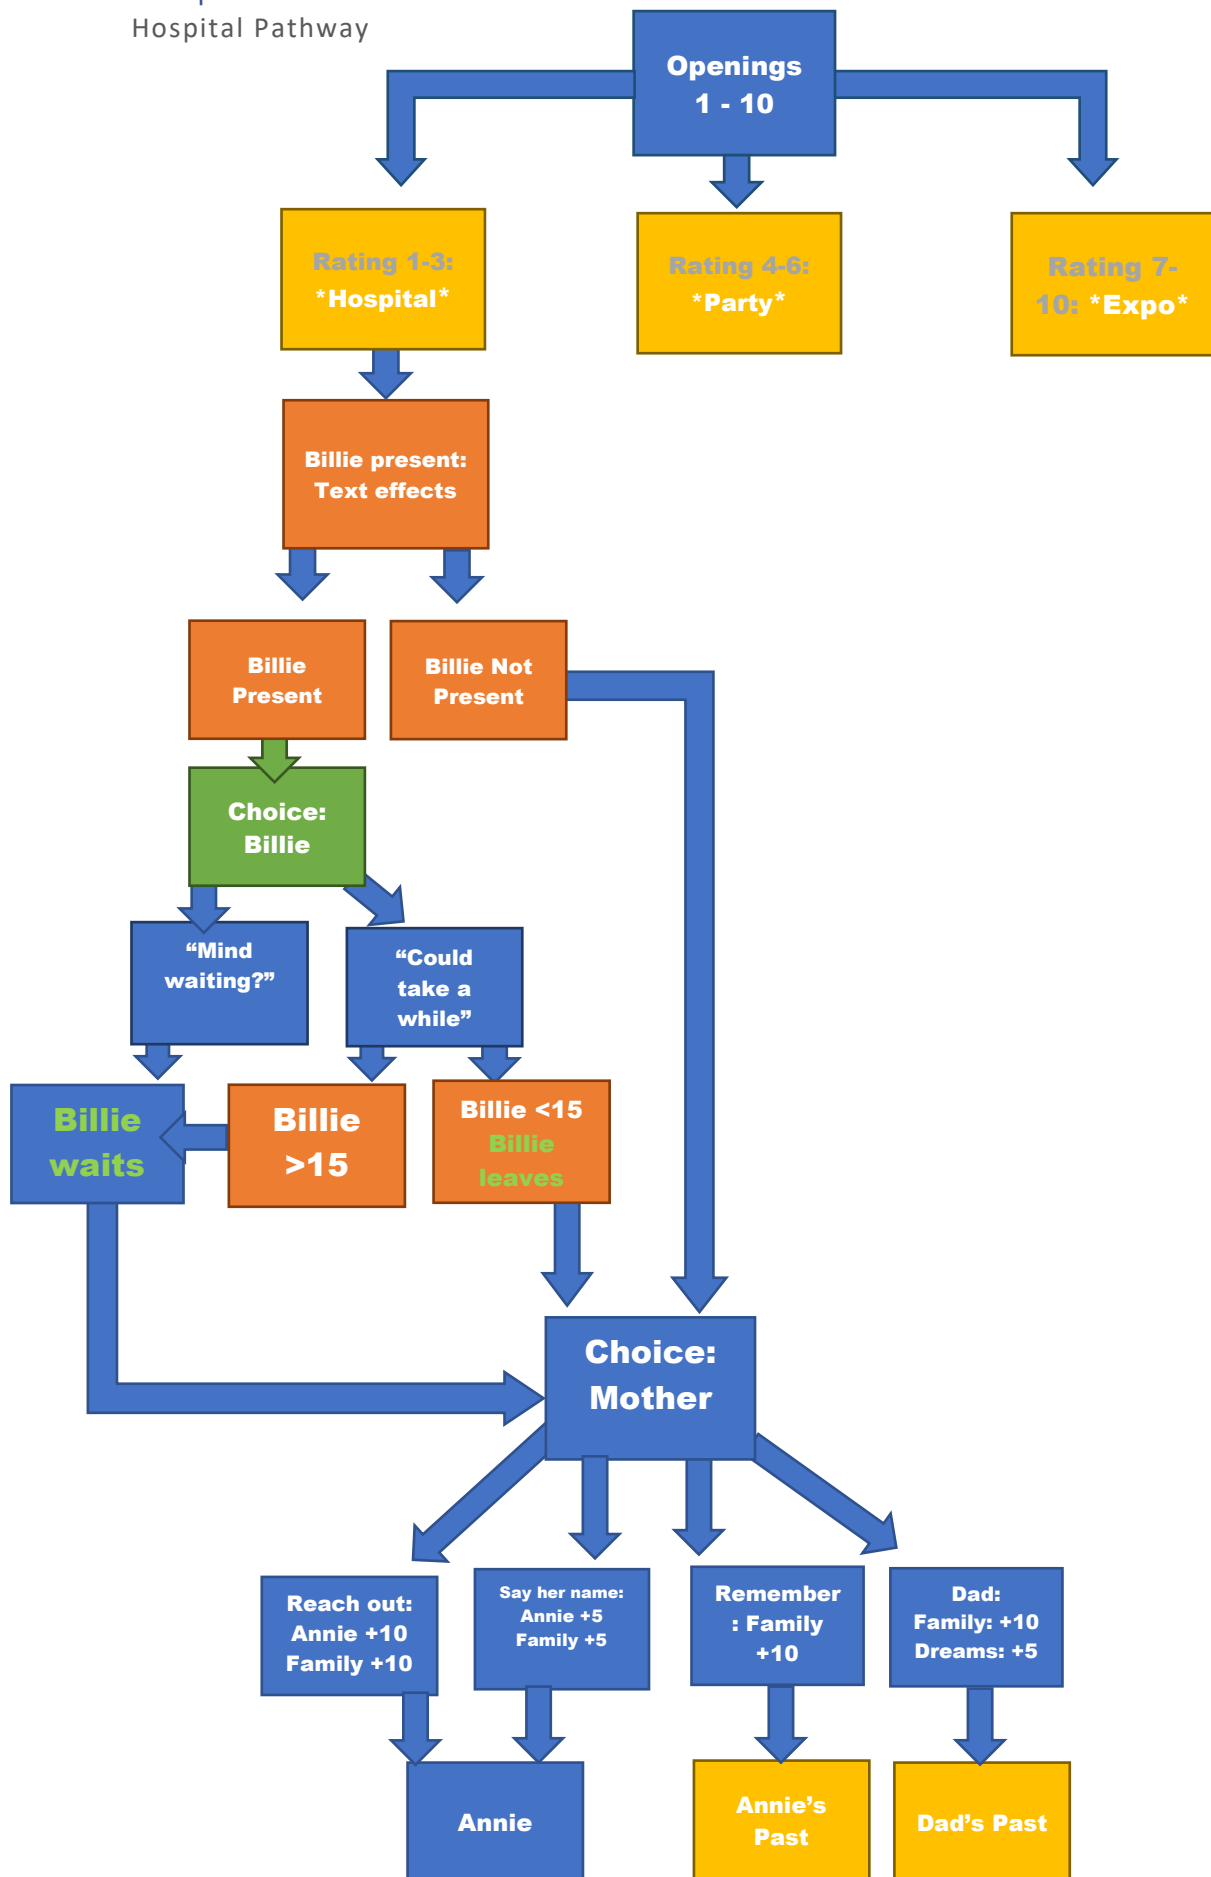 Hospital Pathway
Openings
1 - 10
Rating 1-3:
*Hospital*
Rating 4-6:
*Party*
Rating 7-
10: *Expo*
Billie present:
Text effects
Billie
Present
Billie Not
Present
Choice:
Billie
“Mind
waiting?”
“Could
take a
while”
Billie
waits
Billie
>15
Billie <15
Billie
leaves
Choice:
Mother
Reach out:
Annie +10
Family +10
Say her name:
Annie +5
Family +5
Remember
: Family
+10
Dad:
Family: +10
Dreams: +5
Annie
Annie’s
Past
Dad’s Past